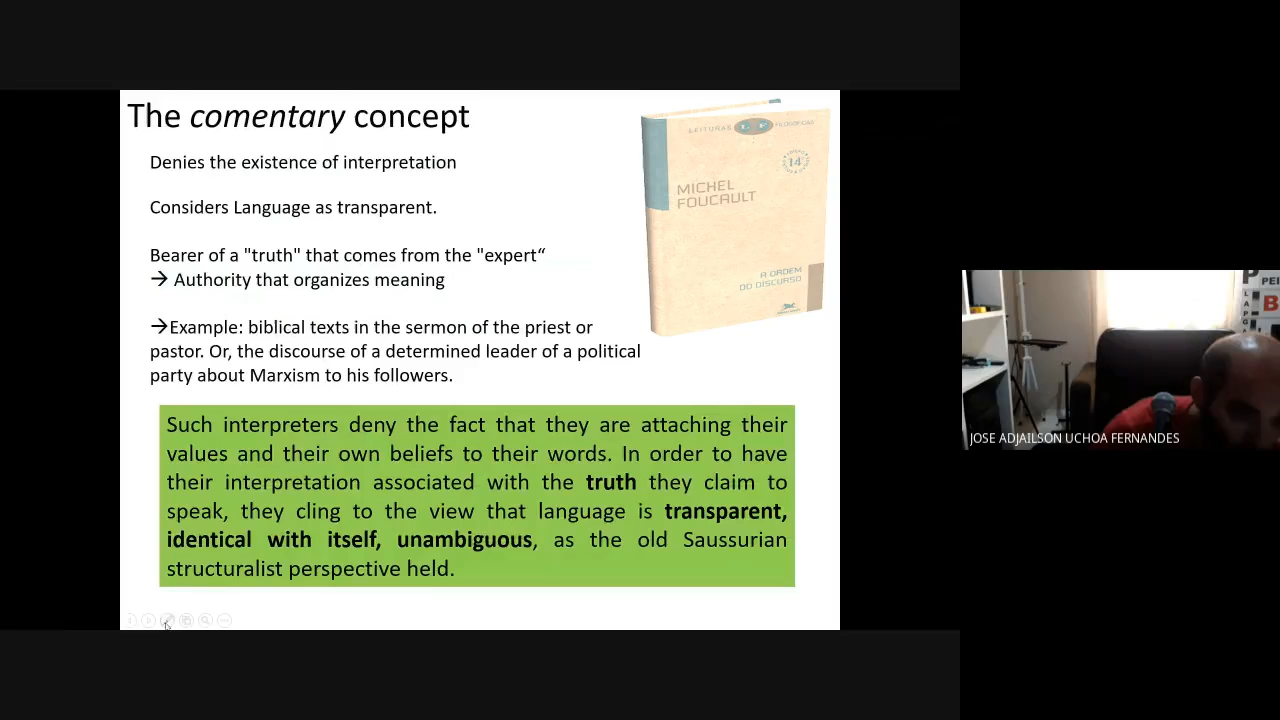 The comentary concept
Denies the existence of interpretation
Considers Language as transparent.
Bearer of a "truth" that comes from the "expert“
→ Authority that organizes meaning
→Example: biblical texts in the sermon of the priest or
pastor. Or, the discourse of a determined leader of a political
party about Marxism to his followers.
LEITURAS FILOSÓFICAS
14ª
MICHEL
FOUCAULT
A ORDEM
DO DISCURSO
Such interpreters deny the fact that they are attaching their
values and their own beliefs to their words. In order to have
their interpretation associated with the truth they claim to
speak, they cling to the view that language is transparent,
identical with itself, unambiguous, as the old Saussurian
structuralist perspective held.
JOSE ADJAILSON UCHOA FERNANDES